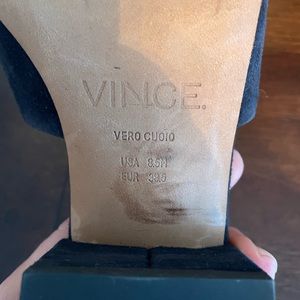 VINCE.
VERO CUOIO
USA 8.5M
EUR 38.5